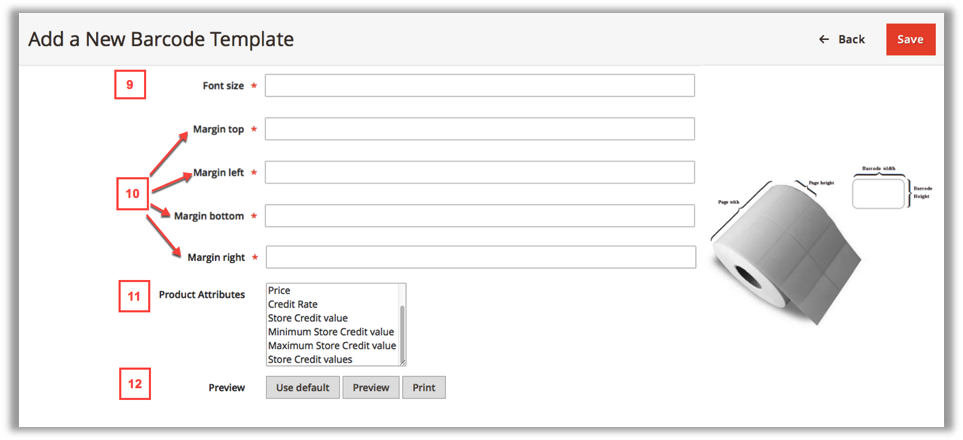 Add a New Barcode Template
← Back
Save
9
Font size *
Margin top *
10
Margin left *
Margin bottom *
Margin right *
Barcode width
Barcode
Height
Page height
Page with
11
Product Attributes
Price
Credit Rate
Store Credit value
Minimum Store Credit value
Maximum Store Credit value
Store Credit values
12
Preview
Use default
Preview
Print